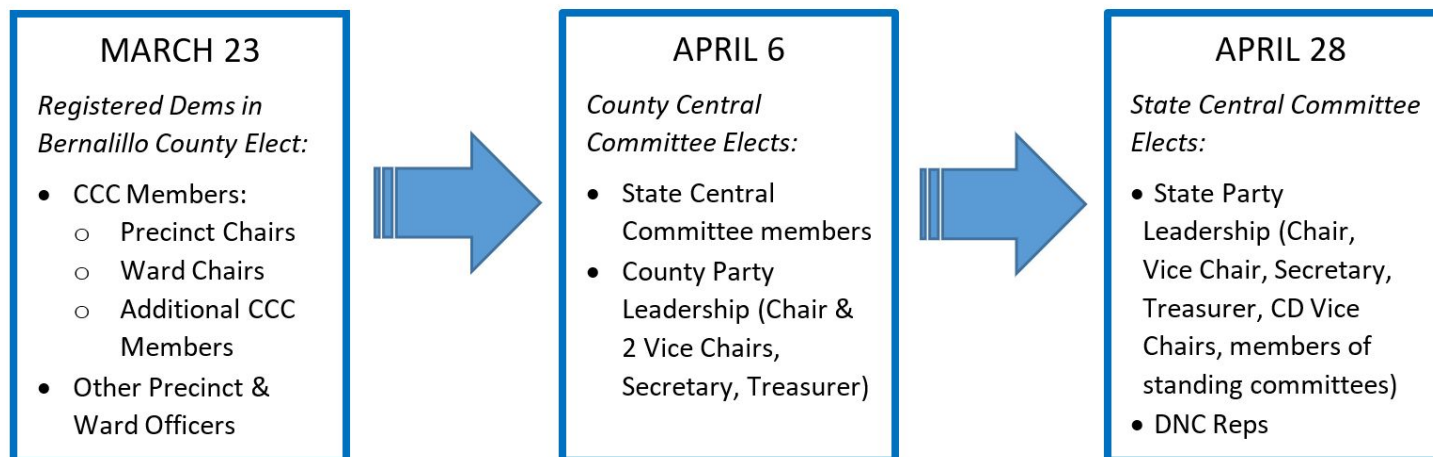 MARCH 23
Registered Dems in
Bernalillo County Elect:
• CCC Members:
o Precinct Chairs
o Ward Chairs
o Additional CCC
Members
• Other Precinct &
Ward Officers
APRIL 6
County Central
Committee Elects:
• State Central
Committee members
• County Party
Leadership (Chair &
2 Vice Chairs,
Secretary, Treasurer)
APRIL 28
State Central Committee
Elects:
• State Party
Leadership (Chair,
Vice Chair, Secretary,
Treasurer, CD Vice
Chairs, members of
standing committees)
• DNC Reps